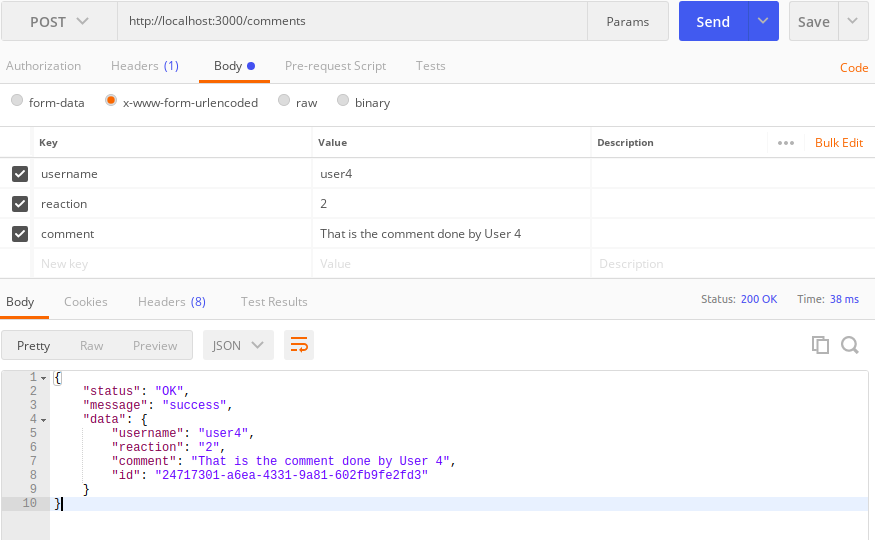 POST http://localhost:3000/comments Params Send Save
Authorization Headers (1) Body Pre-request Script Tests Code
form-data x-www-form-urlencoded raw binary
Key Value Description Bulk Edit
username user4
reaction 2
comment That is the comment done by User 4
New key Value Description
Body Cookies Headers (8) Test Results Status: 200 OK Time: 38 ms
Pretty Raw Preview JSON
1 {
2 "status": "OK",
3 "message": "success",
4 "data": {
5 "username": "user4",
6 "reaction": "2",
7 "comment": "That is the comment done by User 4",
8 "id": "24717301-a6ea-4331-9a81-602fb9fe2fd3"
9 }
10 }